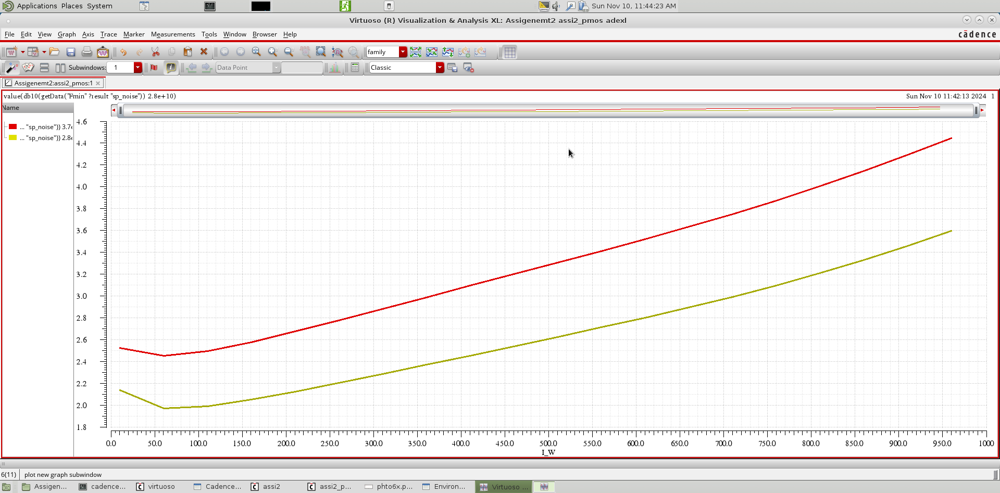 Applications Places System
Sun Nov 10, 11:44:23 AM
Virtuoso (R) Visualization & Analysis XL: Assigenemt2 assi2_pmos adexl
File Edit View Graph Axis Trace Marker Measurements Tools Window Browser Help
cādence
family
Subwindows: 1
Data Point
Classic
Assigenemt2:assi2_pmos:1
value(db10(getData("Fmin" ?result "sp_noise")) 2.8e+10)
Sun Nov 10 11:42:13 2024 1
Name
... "sp_noise")) 3.7e
... "sp_noise")) 2.8e
4.6
4.4
4.2
4.0
3.8
3.6
3.4
3.2
3.0
2.8
2.6
2.4
2.2
2.0
1.8
0.0 50.0 100.0 150.0 200.0 250.0 300.0 350.0 400.0 450.0 500.0 550.0 600.0 650.0 700.0 750.0 800.0 850.0 900.0 950.0 1000
I_W
6(11) plot new graph subwindow
Assigen... cadence... virtuoso Cadence... assi2 assi2_p... phto6x.p... Environ... Virtuoso ...